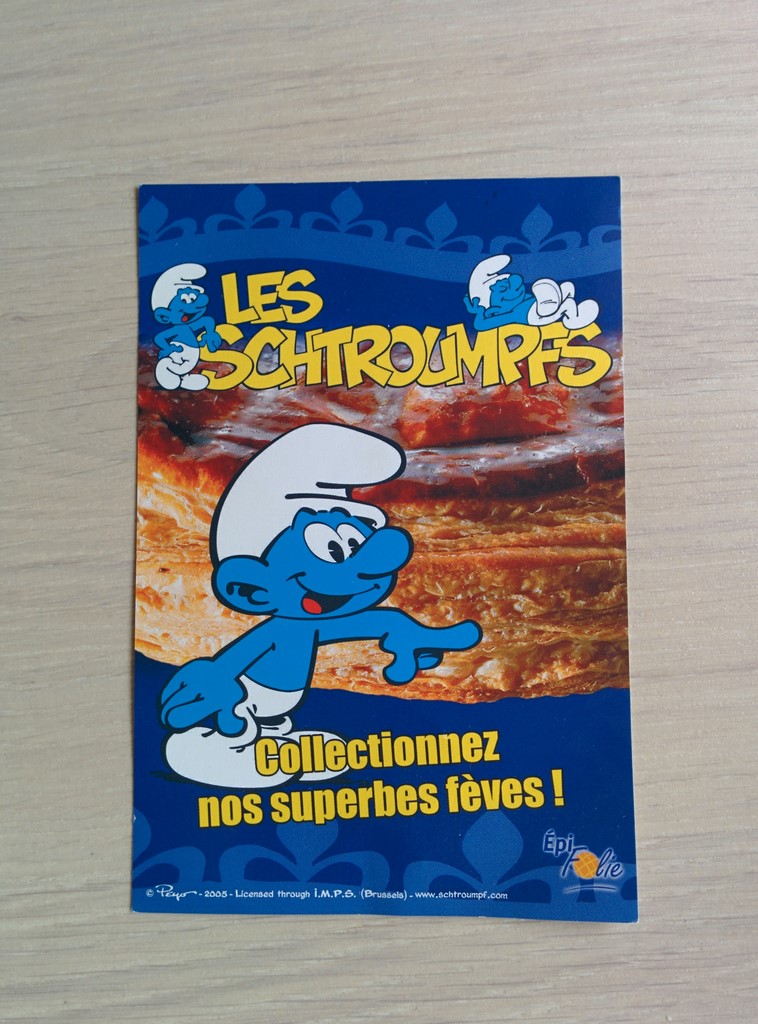 LES
SCHTROUMPFS
Collectionnez
nos superbes fèves !
Épi
Folie
© Peyo - 2005 - Licensed through I.M.P.S. (Brussels) - www.schtroumpf.com